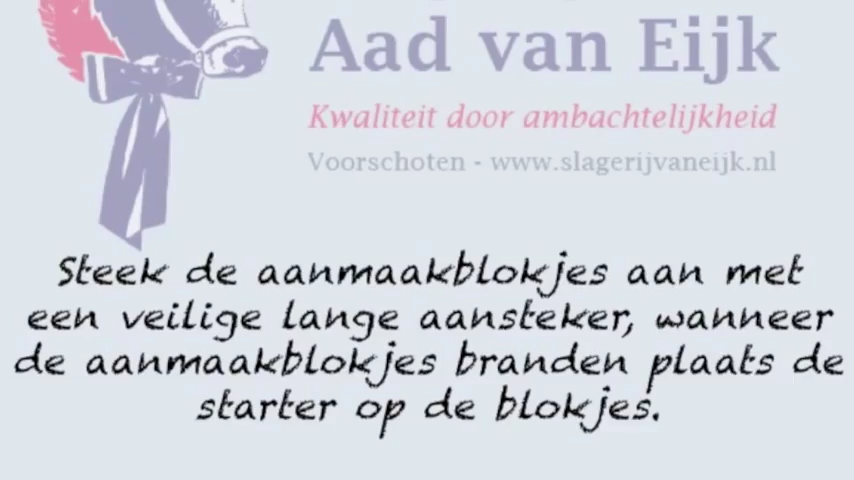 Aad van Eijk
Kwaliteit door ambachtelijkheid
Voorschoten - www.slagerijvaneijk.nl
Steek de aanmaakblokjes aan met
een veilige lange aansteker, wanneer
de aanmaakblokjes branden plaats de
starter op de blokjes.